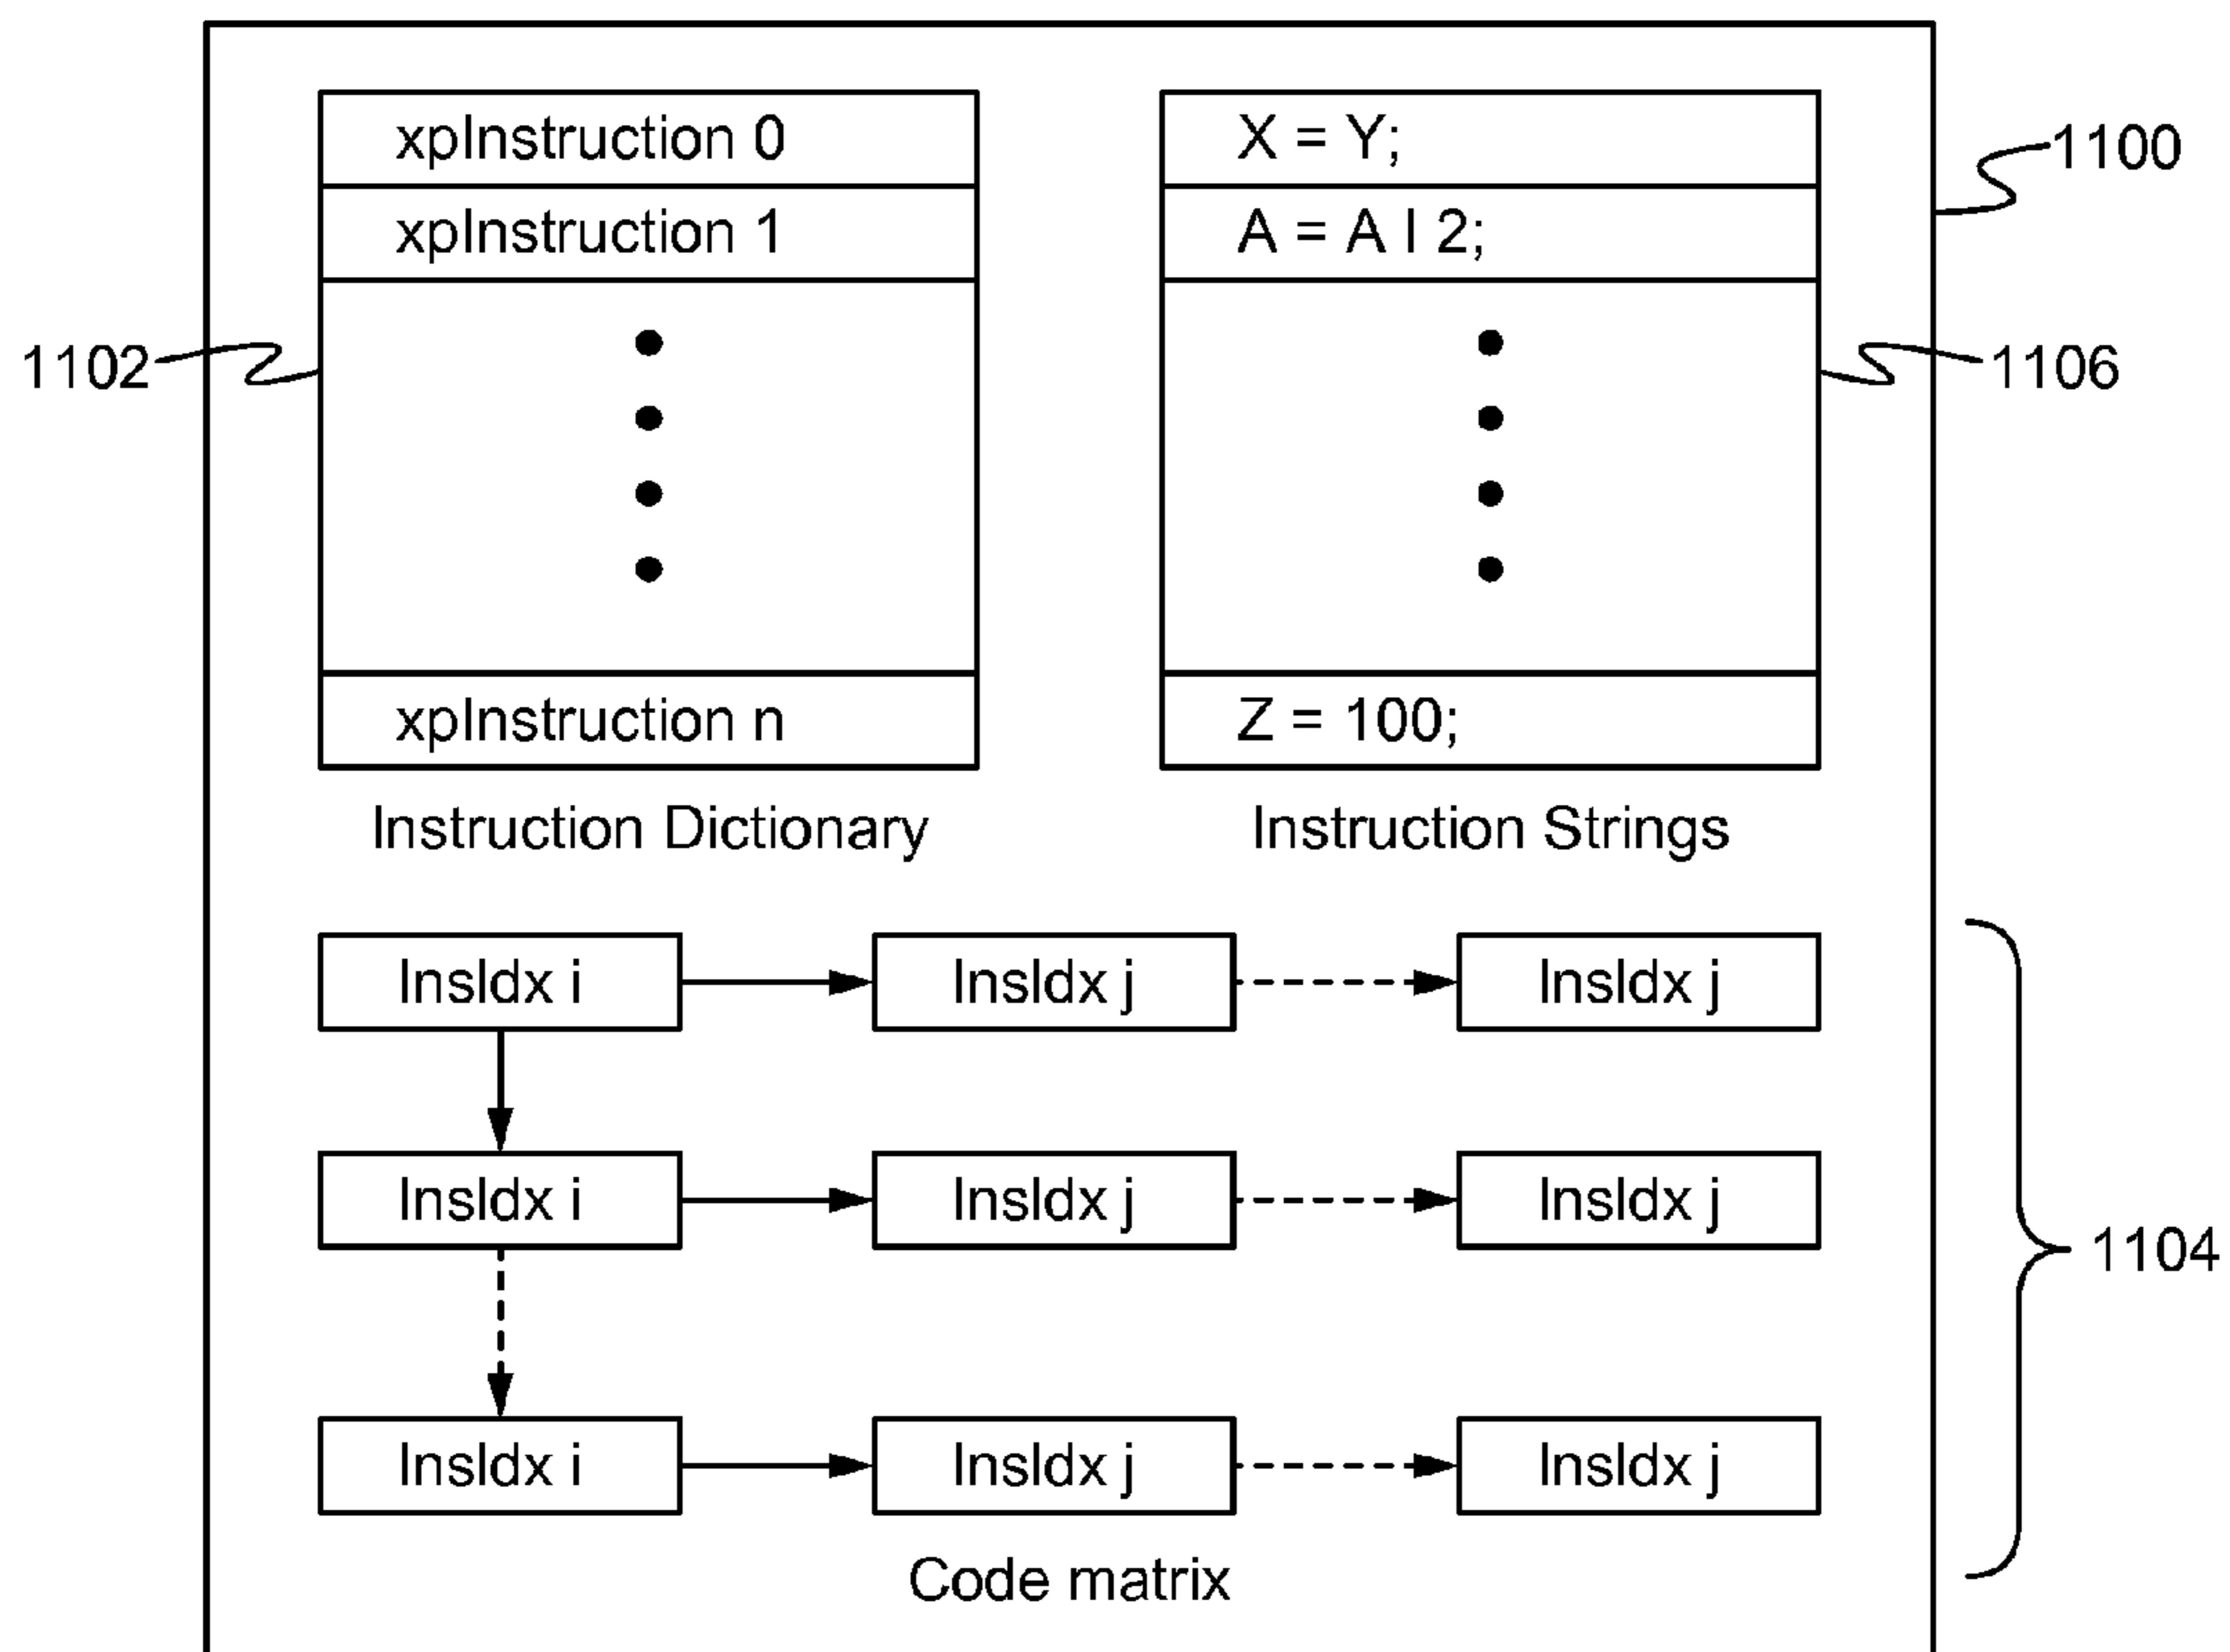 xpInstruction 0
X = Y;
1100
xpInstruction 1
A = A I 2;
1102
1106
xpInstruction n
Z = 100;
Instruction Dictionary
Instruction Strings
InsIdx i
InsIdx j
InsIdx j
InsIdx i
InsIdx j
InsIdx j
1104
InsIdx i
InsIdx j
InsIdx j
Code matrix